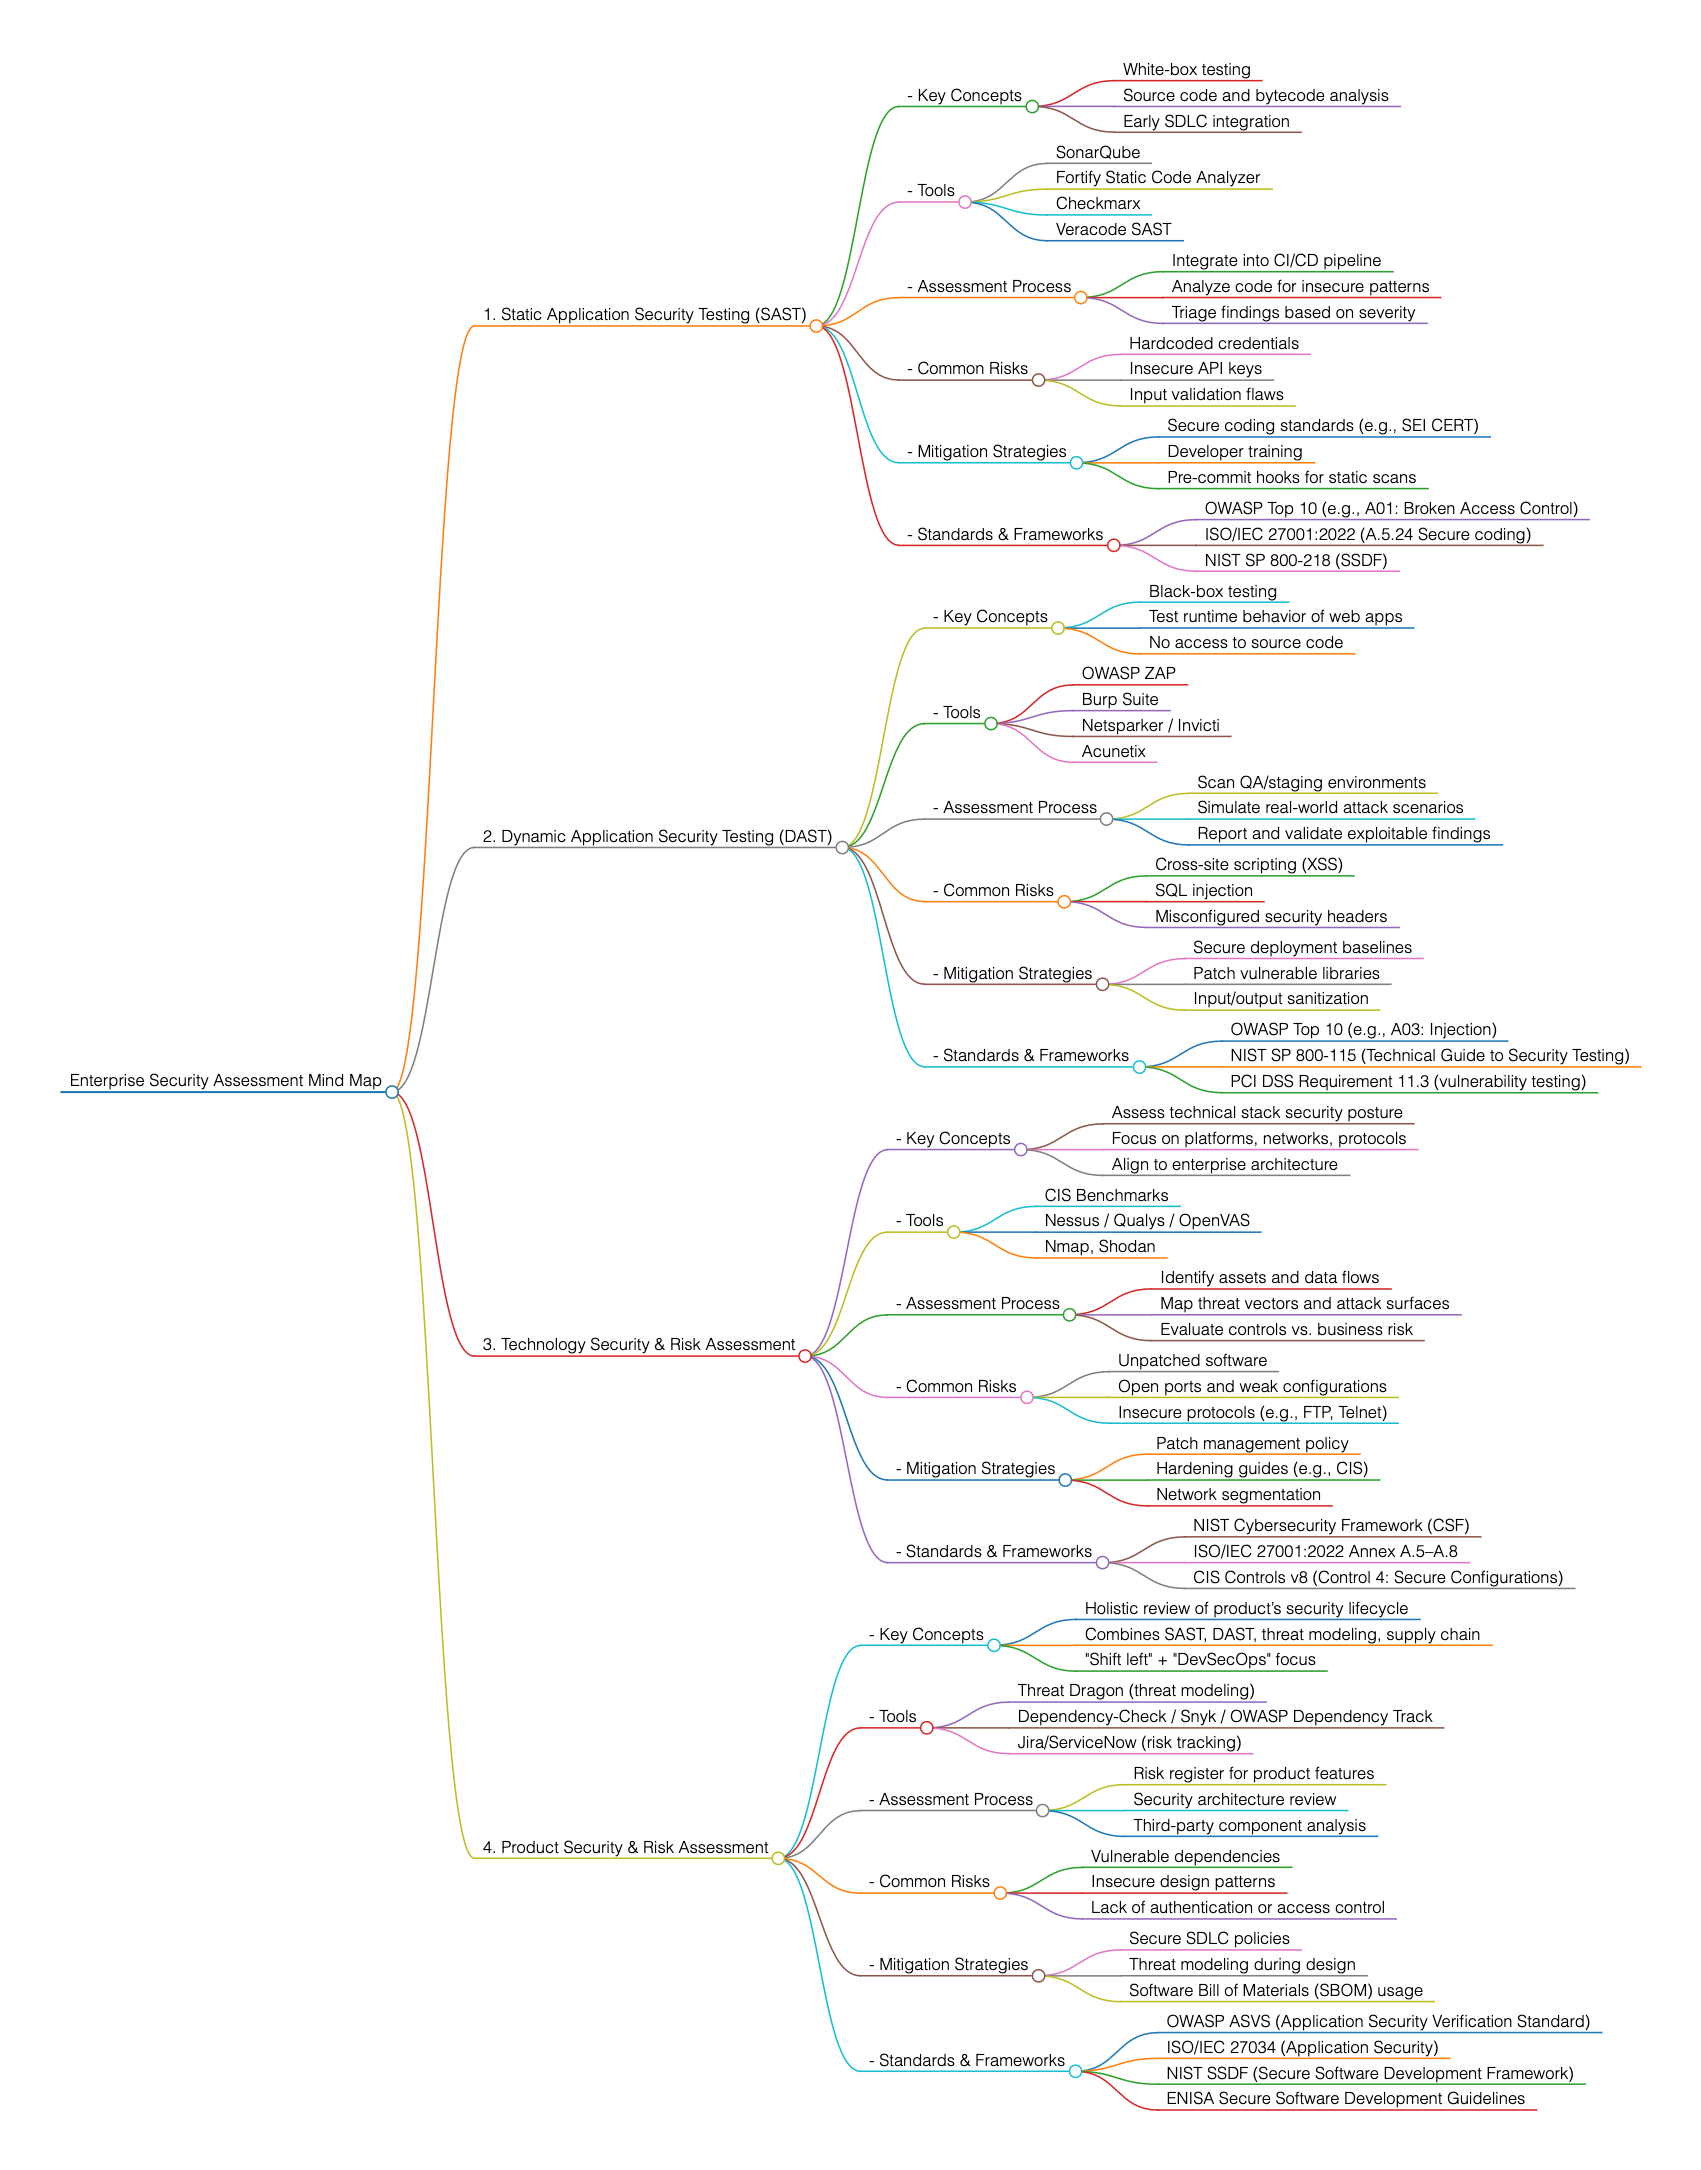 Enterprise Security Assessment Mind Map
1. Static Application Security Testing (SAST)
- Key Concepts
White-box testing
Source code and bytecode analysis
Early SDLC integration
- Tools
SonarQube
Fortify Static Code Analyzer
Checkmarx
Veracode SAST
- Assessment Process
Integrate into CI/CD pipeline
Analyze code for insecure patterns
Triage findings based on severity
- Common Risks
Hardcoded credentials
Insecure API keys
Input validation flaws
- Mitigation Strategies
Secure coding standards (e.g., SEI CERT)
Developer training
Pre-commit hooks for static scans
- Standards & Frameworks
OWASP Top 10 (e.g., A01: Broken Access Control)
ISO/IEC 27001:2022 (A.5.24 Secure coding)
NIST SP 800-218 (SSDF)
2. Dynamic Application Security Testing (DAST)
- Key Concepts
Black-box testing
Test runtime behavior of web apps
No access to source code
- Tools
OWASP ZAP
Burp Suite
Netsparker / Invicti
Acunetix
- Assessment Process
Scan QA/staging environments
Simulate real-world attack scenarios
Report and validate exploitable findings
- Common Risks
Cross-site scripting (XSS)
SQL injection
Misconfigured security headers
- Mitigation Strategies
Secure deployment baselines
Patch vulnerable libraries
Input/output sanitization
- Standards & Frameworks
OWASP Top 10 (e.g., A03: Injection)
NIST SP 800-115 (Technical Guide to Security Testing)
PCI DSS Requirement 11.3 (vulnerability testing)
3. Technology Security & Risk Assessment
- Key Concepts
Assess technical stack security posture
Focus on platforms, networks, protocols
Align to enterprise architecture
- Tools
CIS Benchmarks
Nessus / Qualys / OpenVAS
Nmap, Shodan
- Assessment Process
Identify assets and data flows
Map threat vectors and attack surfaces
Evaluate controls vs. business risk
- Common Risks
Unpatched software
Open ports and weak configurations
Insecure protocols (e.g., FTP, Telnet)
- Mitigation Strategies
Patch management policy
Hardening guides (e.g., CIS)
Network segmentation
- Standards & Frameworks
NIST Cybersecurity Framework (CSF)
ISO/IEC 27001:2022 Annex A.5–A.8
CIS Controls v8 (Control 4: Secure Configurations)
4. Product Security & Risk Assessment
- Key Concepts
Holistic review of product’s security lifecycle
Combines SAST, DAST, threat modeling, supply chain
"Shift left" + "DevSecOps" focus
- Tools
Threat Dragon (threat modeling)
Dependency-Check / Snyk / OWASP Dependency Track
Jira/ServiceNow (risk tracking)
- Assessment Process
Risk register for product features
Security architecture review
Third-party component analysis
- Common Risks
Vulnerable dependencies
Insecure design patterns
Lack of authentication or access control
- Mitigation Strategies
Secure SDLC policies
Threat modeling during design
Software Bill of Materials (SBOM) usage
- Standards & Frameworks
OWASP ASVS (Application Security Verification Standard)
ISO/IEC 27034 (Application Security)
NIST SSDF (Secure Software Development Framework)
ENISA Secure Software Development Guidelines